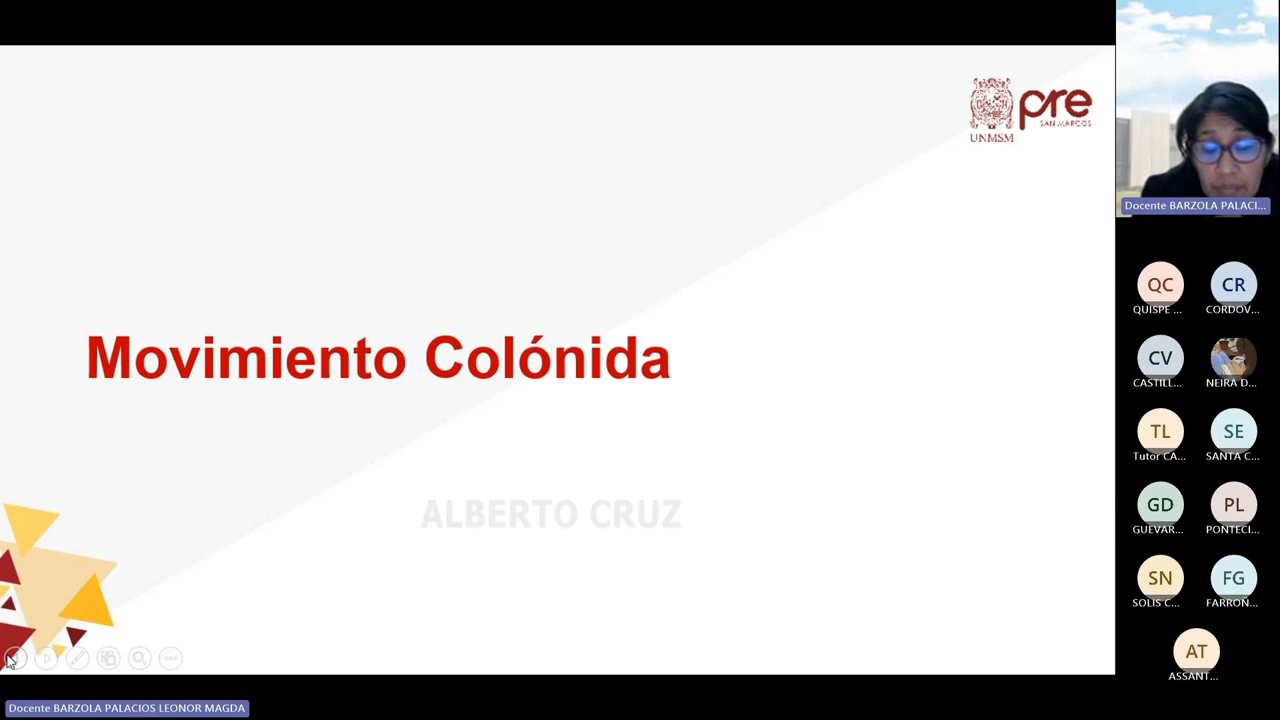 UNMSM
pre
SAN MARCOS
Movimiento Colónida
ALBERTO CRUZ
Docente BARZOLA PALACI...
QC
QUISPE ...
CR
CORDOV...
CV
CASTILL...
NEIRA D...
TL
Tutor CA...
SE
SANTA C...
GD
GUEVAR...
PL
PONTECI...
SN
SOLIS C...
FG
FARROÑ...
AT
ASSANT...
Docente BARZOLA PALACIOS LEONOR MAGDA